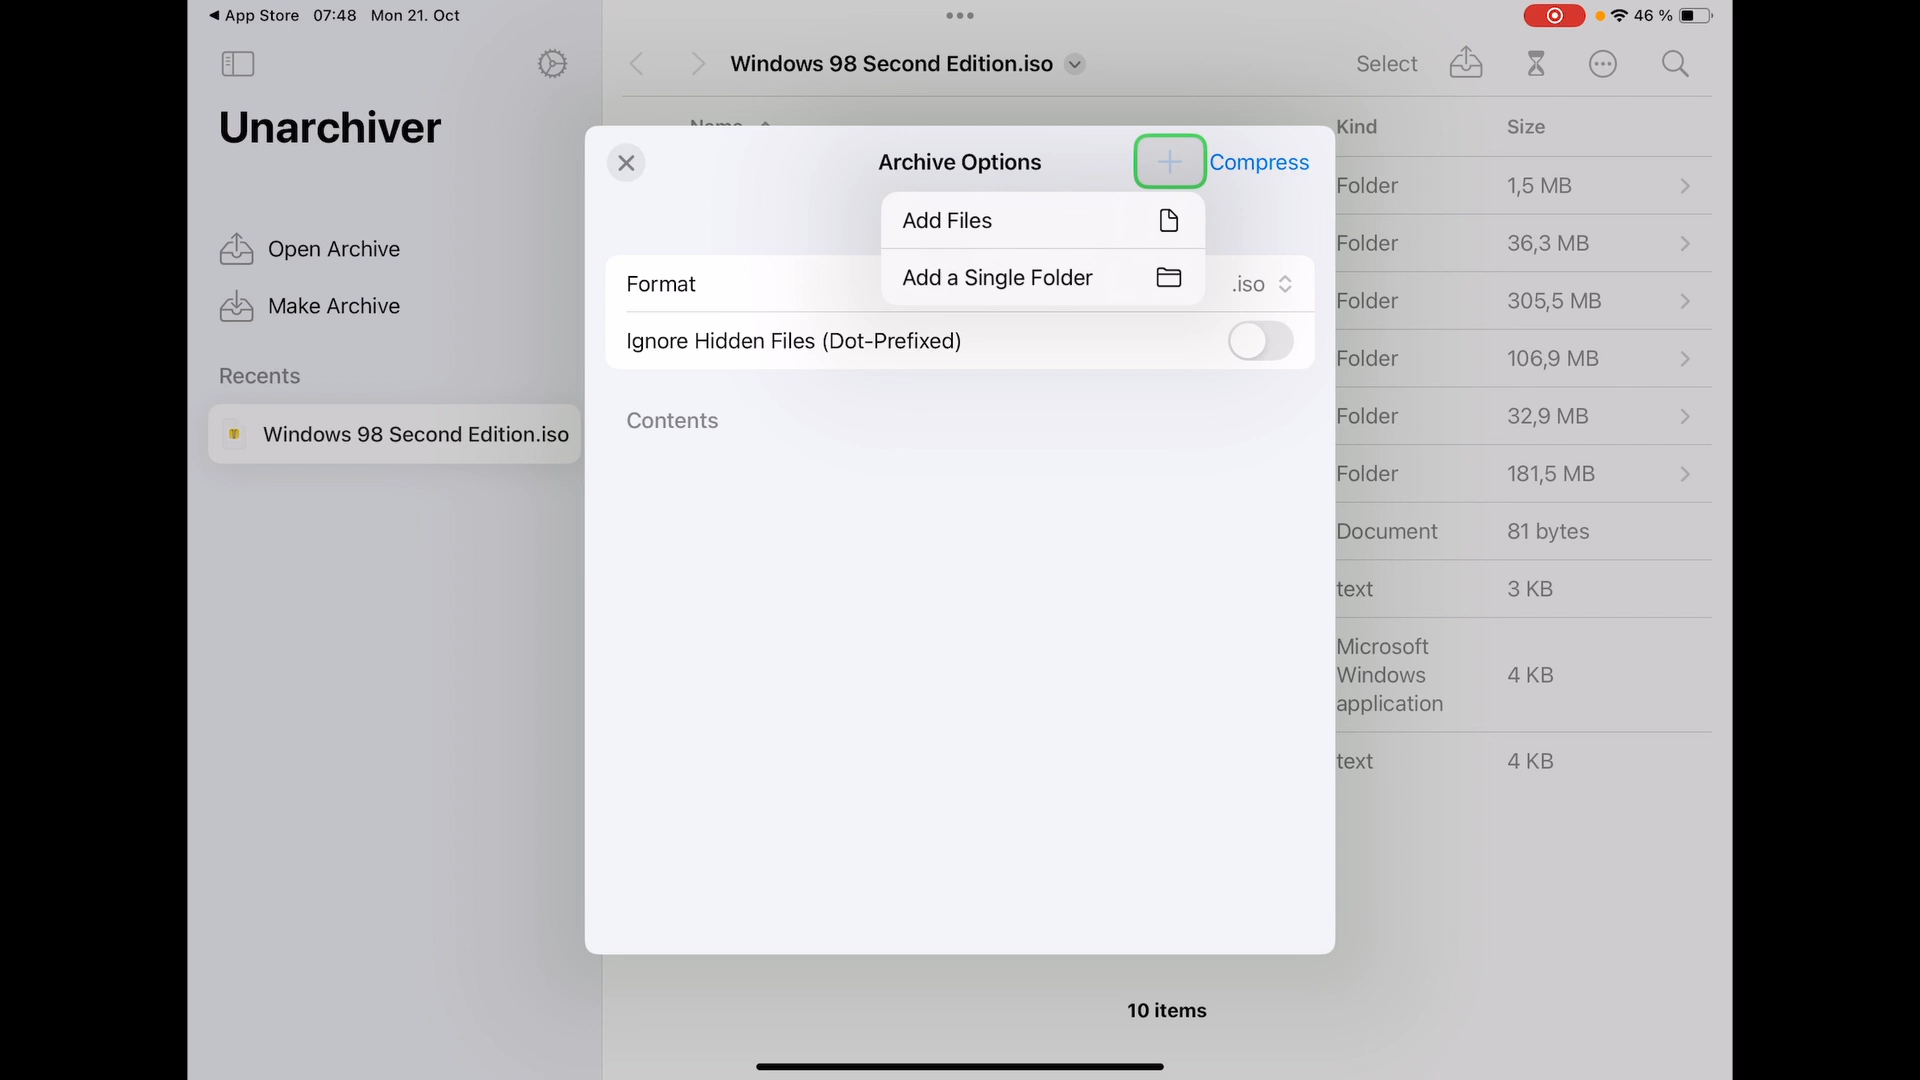 ◀ App Store 07:48 Mon 21. Oct
46 %
Unarchiver
Open Archive
Make Archive
Recents
Windows 98 Second Edition.iso
Windows 98 Second Edition.iso
Select
Name
Kind
Size
Archive Options
Compress
Add Files
Add a Single Folder
Format
.iso
Ignore Hidden Files (Dot-Prefixed)
Contents
Folder
1,5 MB
Folder
36,3 MB
Folder
305,5 MB
Folder
106,9 MB
Folder
32,9 MB
Folder
181,5 MB
Document
81 bytes
text
3 KB
Microsoft
Windows
application
4 KB
text
4 KB
10 items